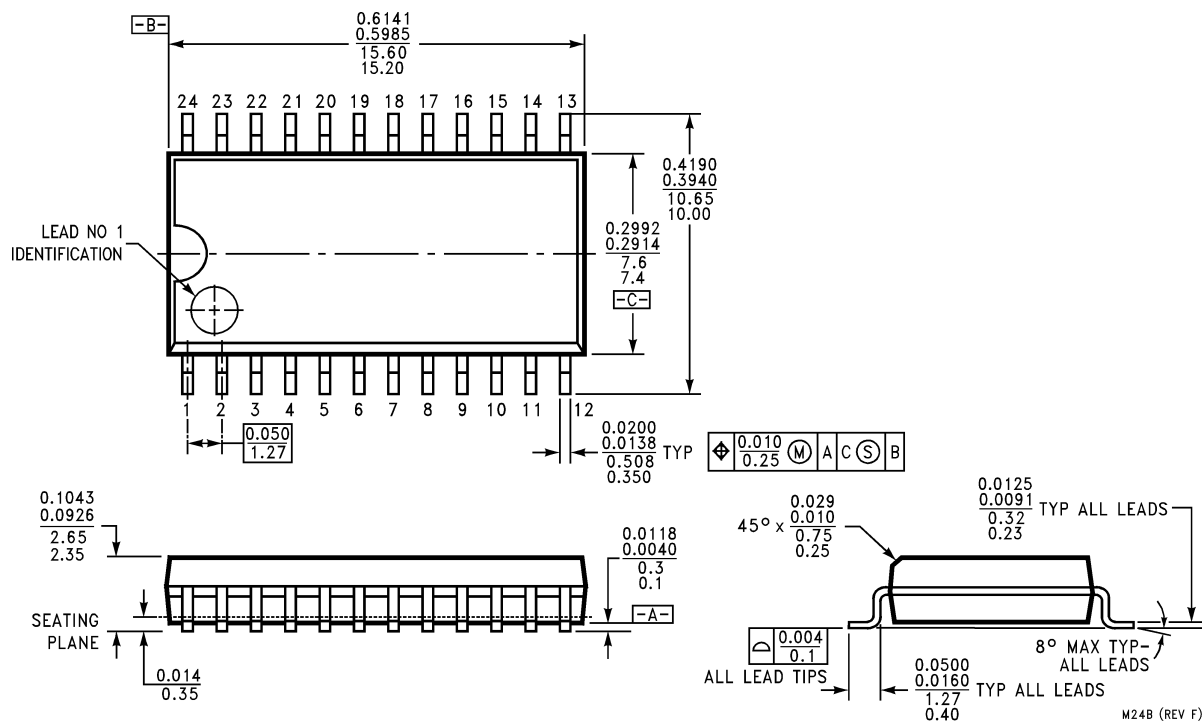 -B-
0.6141
0.5985
15.60
15.20
24 23 22 21 20 19 18 17 16 15 14 13
LEAD NO 1
IDENTIFICATION
0.4190
0.3940
10.65
10.00
0.2992
0.2914
7.6
7.4
-C-
1 2 3 4 5 6 7 8 9 10 11 12
0.050
1.27
0.0200
0.0138
0.508
0.350
TYP
⌖ 0.010
0.25
Ⓜ A C Ⓢ B
0.1043
0.0926
2.65
2.35
SEATING
PLANE
0.014
0.35
0.0118
0.0040
0.3
0.1
-A-
45° x
0.029
0.010
0.75
0.25
0.0125
0.0091
0.32
0.23
TYP ALL LEADS
0.004
0.1
ALL LEAD TIPS
0.0500
0.0160
1.27
0.40
TYP ALL LEADS
8° MAX TYP-
ALL LEADS
M24B (REV F)